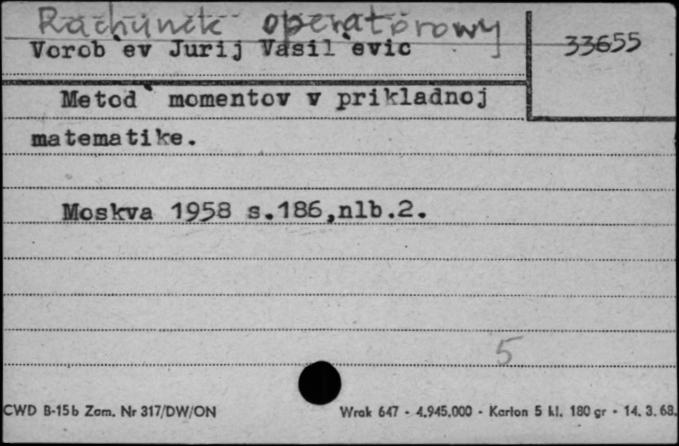 Rachunek operatorowy
Vorob'ev Jurij Vasil'evic
33655
Metod' momentov v prikladnoj
matematike.
Moskva 1958 s.186,nlb.2.
5
CWD B-15b Zam. Nr 317/DW/ON
Wrak 647 - 4.945.000 - Karton 5 kl. 180 gr - 14. 3. 68.